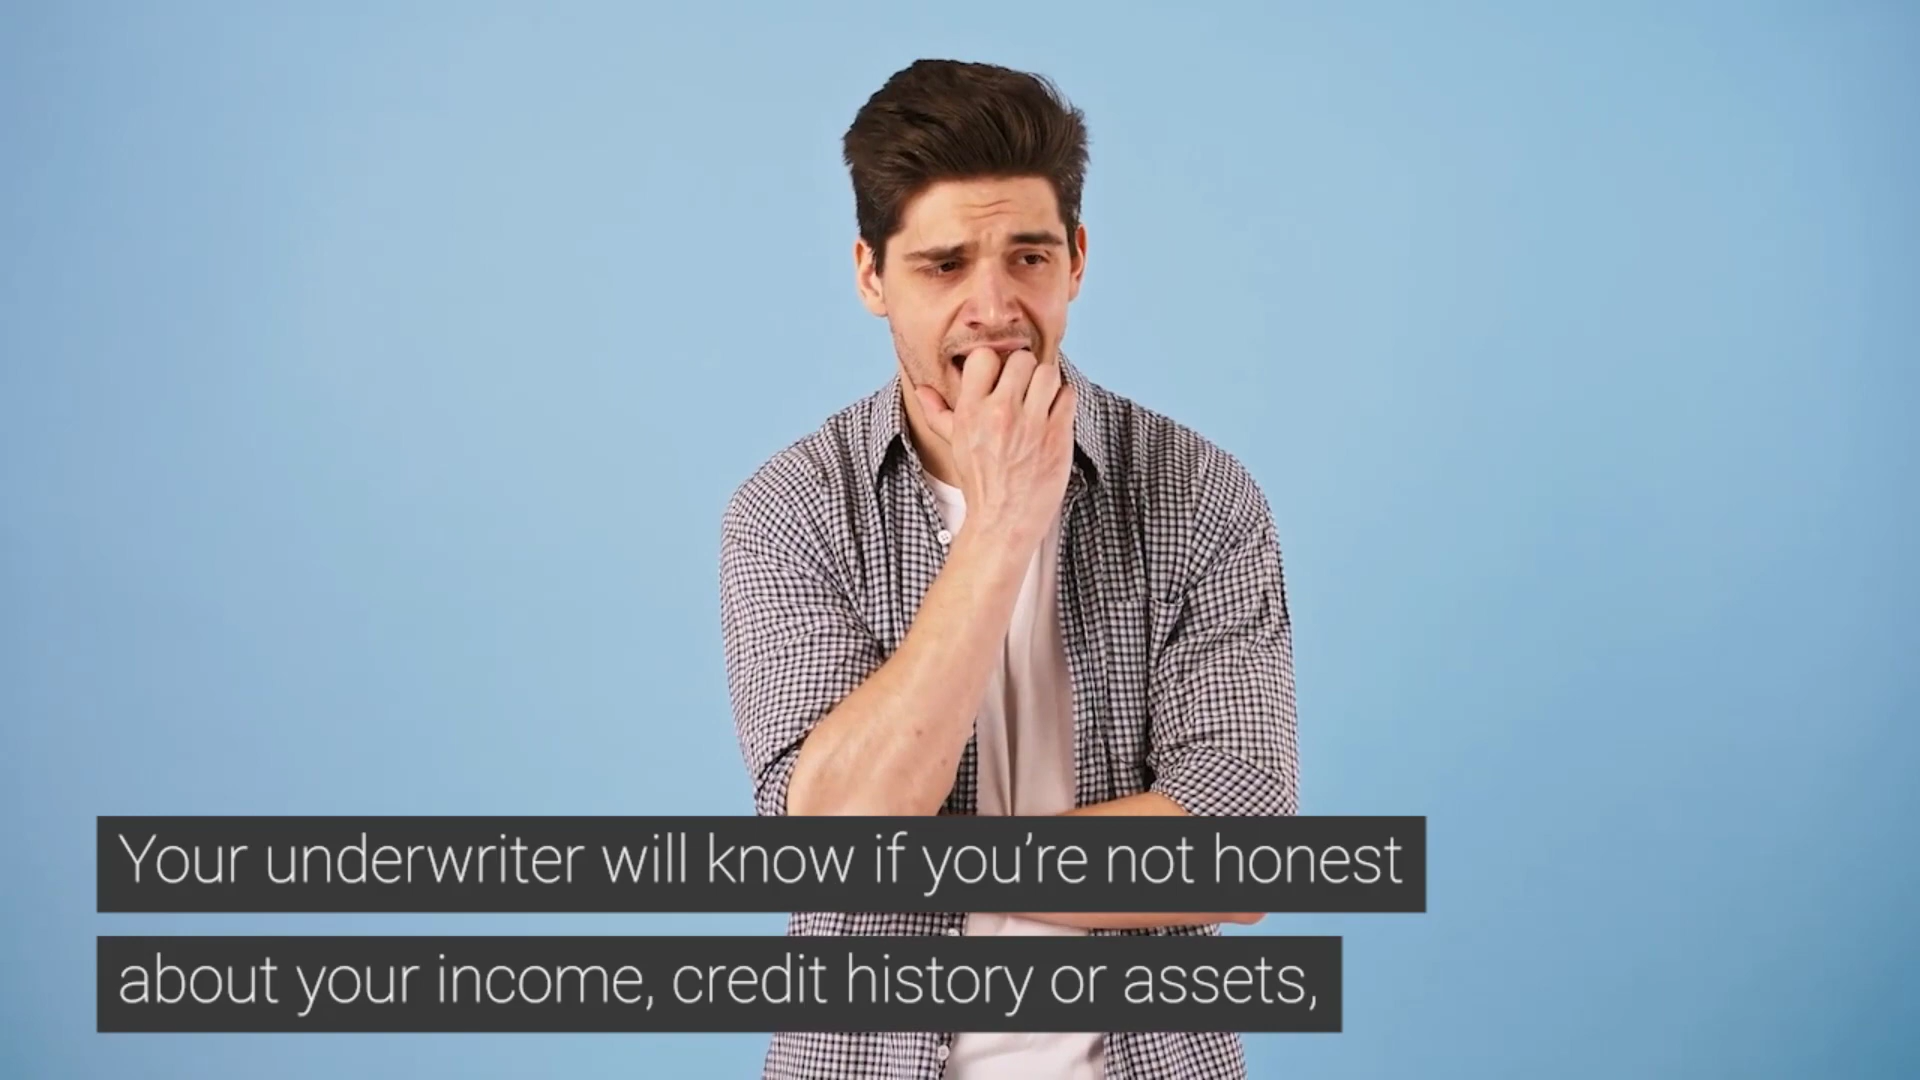 Your underwriter will know if you’re not honest
about your income, credit history or assets,